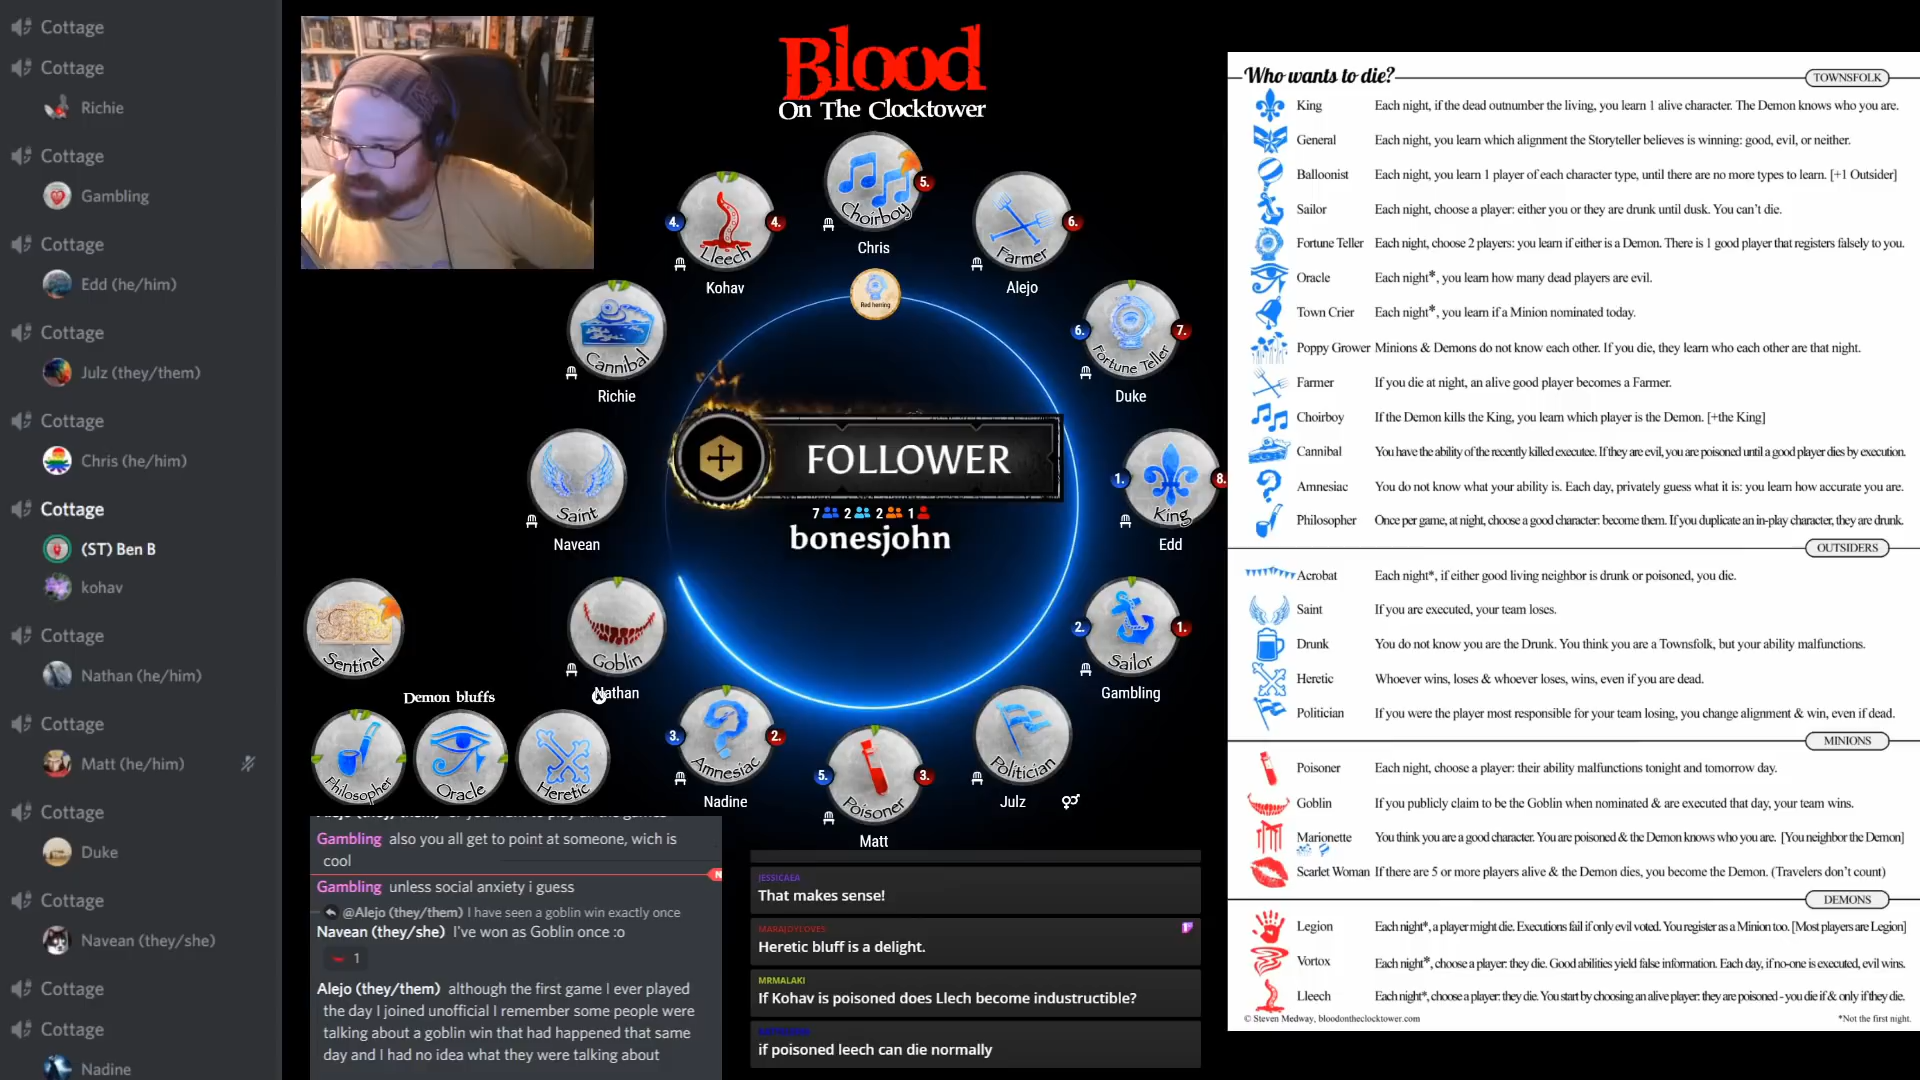 Cottage
Cottage
Richie
Cottage
Gambling
Cottage
Edd (he/him)
Cottage
Julz (they/them)
Cottage
Chris (he/him)
Cottage
(ST) Ben B
kohav
Cottage
Nathan (he/him)
Cottage
Matt (he/him)
Cottage
Duke
Cottage
Navean (they/she)
Cottage
Cottage
Nadine
Blood
On The Clocktower
Choirboy
5.
Chris
4.
Lleech
4.
Kohav
Farmer
6.
Alejo
Red herring
Cannibal
Richie
6.
Fortune Teller
7.
Duke
Saint
Navean
FOLLOWER
7 2 2 1
bonesjohn
1.
King
8.
Edd
Sentinel
Goblin
Nathan
2.
Sailor
1.
Gambling
Demon bluffs
Philosopher
Oracle
Heretic
3.
Amnesiac
2.
Nadine
5.
Poisoner
3.
Matt
Politician
Julz
Gambling also you all get to point at someone, wich is
cool
Gambling unless social anxiety i guess
@Alejo (they/them) I have seen a goblin win exactly once
Navean (they/she) I've won as Goblin once :o
1
Alejo (they/them) although the first game I ever played
the day I joined unofficial I remember some people were
talking about a goblin win that had happened that same
day and I had no idea what they were talking about
JESSICAEA
That makes sense!
MARAJOYLOVES
Heretic bluff is a delight.
MRMALAKI
If Kohav is poisoned does Llech become industructible?
if poisoned leech can die normally
Who wants to die?
TOWNSFOLK
King Each night, if the dead outnumber the living, you learn 1 alive character. The Demon knows who you are.
General Each night, you learn which alignment the Storyteller believes is winning: good, evil, or neither.
Balloonist Each night, you learn 1 player of each character type, until there are no more types to learn. [+1 Outsider]
Sailor Each night, choose a player: either you or they are drunk until dusk. You can't die.
Fortune Teller Each night, choose 2 players: you learn if either is a Demon. There is 1 good player that registers falsely to you.
Oracle Each night*, you learn how many dead players are evil.
Town Crier Each night*, you learn if a Minion nominated today.
Poppy Grower Minions & Demons do not know each other. If you die, they learn who each other are that night.
Farmer If you die at night, an alive good player becomes a Farmer.
Choirboy If the Demon kills the King, you learn which player is the Demon. [+the King]
Cannibal You have the ability of the recently killed executee. If they are evil, you are poisoned until a good player dies by execution.
Amnesiac You do not know what your ability is. Each day, privately guess what it is: you learn how accurate you are.
Philosopher Once per game, at night, choose a good character: become them. If you duplicate an in-play character, they are drunk.
OUTSIDERS
Acrobat Each night*, if either good living neighbor is drunk or poisoned, you die.
Saint If you are executed, your team loses.
Drunk You do not know you are the Drunk. You think you are a Townsfolk, but your ability malfunctions.
Heretic Whoever wins, loses & whoever loses, wins, even if you are dead.
Politician If you were the player most responsible for your team losing, you change alignment & win, even if dead.
MINIONS
Poisoner Each night, choose a player: their ability malfunctions tonight and tomorrow day.
Goblin If you publicly claim to be the Goblin when nominated & are executed that day, your team wins.
Marionette You think you are a good character. You are poisoned & the Demon knows who you are. [You neighbor the Demon]
Scarlet Woman If there are 5 or more players alive & the Demon dies, you become the Demon. (Travelers don't count)
DEMONS
Legion Each night*, a player might die. Executions fail if only evil voted. You register as a Minion too. [Most players are Legion]
Vortox Each night*, choose a player: they die. Good abilities yield false information. Each day, if no-one is executed, evil wins.
Lleech Each night*, choose a player: they die. You start by choosing an alive player: they are poisoned - you die if & only if they die.
© Steven Medway, bloodontheclocktower.com
*Not the first night.